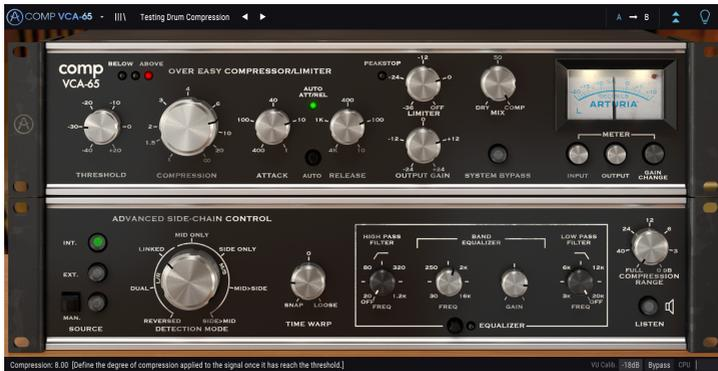 COMP VCA-65 Testing Drum Compression A → B
comp
VCA-65
BELOW ABOVE
OVER EASY COMPRESSOR/LIMITER
-20 -10
-30 0
-40 +20
THRESHOLD
4
3 6
2 10
1.5 20
∞
COMPRESSION
AUTO
ATT/REL
40
100 10
400 1
ATTACK
AUTO
400
1K 100
4K 10
RELEASE
PEAKSTOP
-12
-24 0
-36 OFF
LIMITER
0
-12 +12
-24 +24
OUTPUT GAIN
50
DRY COMP
MIX
SYSTEM BYPASS
ARTURIA
METER
INPUT OUTPUT GAIN
CHANGE
ADVANCED SIDE-CHAIN CONTROL
INT.
EXT.
MAN.
SOURCE
MID ONLY
LINKED SIDE ONLY
L/R M/S
DUAL MID>SIDE
REVERSED SIDE>MID
DETECTION MODE
0
SNAP LOOSE
TIME WARP
HIGH PASS
FILTER
80 320
20 1.2K
OFF
FREQ
BAND
EQUALIZER
250 2K
30 16K
FREQ
0
GAIN
LOW PASS
FILTER
6K 12K
3K 20K
OFF
FREQ
EQUALIZER
12
24 6
40 3
FULL 0 dB
COMPRESSION
RANGE
LISTEN
Compression: 8.00 [Define the degree of compression applied to the signal once it has reach the threshold.] VU Calib. -18dB Bypass CPU